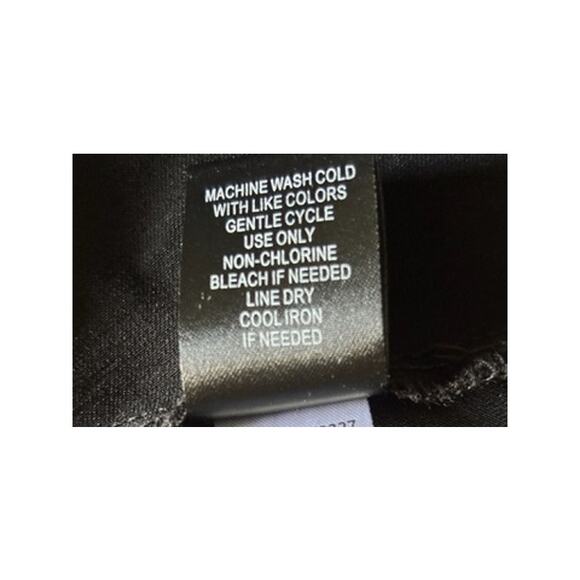 MACHINE WASH COLD
WITH LIKE COLORS
GENTLE CYCLE
USE ONLY
NON-CHLORINE
BLEACH IF NEEDED
LINE DRY
COOL IRON
IF NEEDED